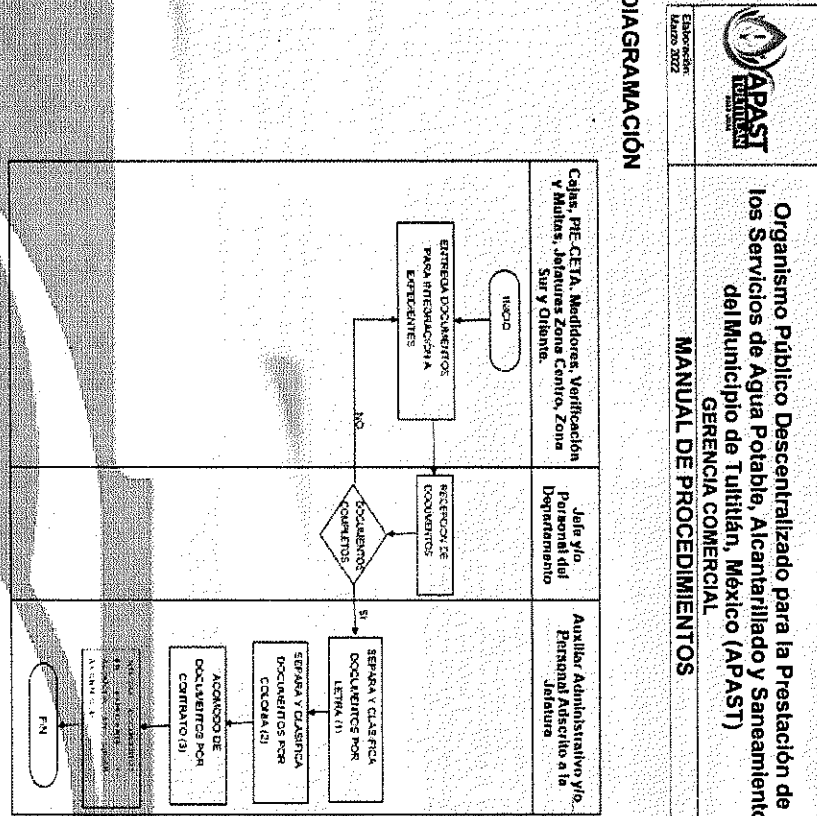 APAST
TULTITLÁN
Organismo Público Descentralizado para la Prestación de
los Servicios de Agua Potable, Alcantarillado y Saneamiento
del Municipio de Tultitlán, México (APAST)
GERENCIA COMERCIAL
Elaboración:
Marzo 2022
MANUAL DE PROCEDIMIENTOS
DIAGRAMACIÓN
Cajas, PIE-CETA. Medidores, Verificación
y Multas, Jefaturas Zona Centro, Zona
Sur y Oriente.
Jefe y/o
Personal del
Departamento
Auxiliar Administrativo y/o
Personal Adscrito a la
Jefatura
INICIO
ENTREGA DOCUMENTOS
PARA INTEGRACIÓN A
EXPEDIENTES
RECEPCIÓN DE
DOCUMENTOS
DOCUMENTOS
COMPLETOS
NO
SI
SEPARA Y CLASIFICA
DOCUMENTOS POR
LETRA (1)
SEPARA Y CLASIFICA
DOCUMENTOS POR
COLONIA (2)
ACOMODO DE
DOCUMENTOS POR
CONTRATO (3)
FIN